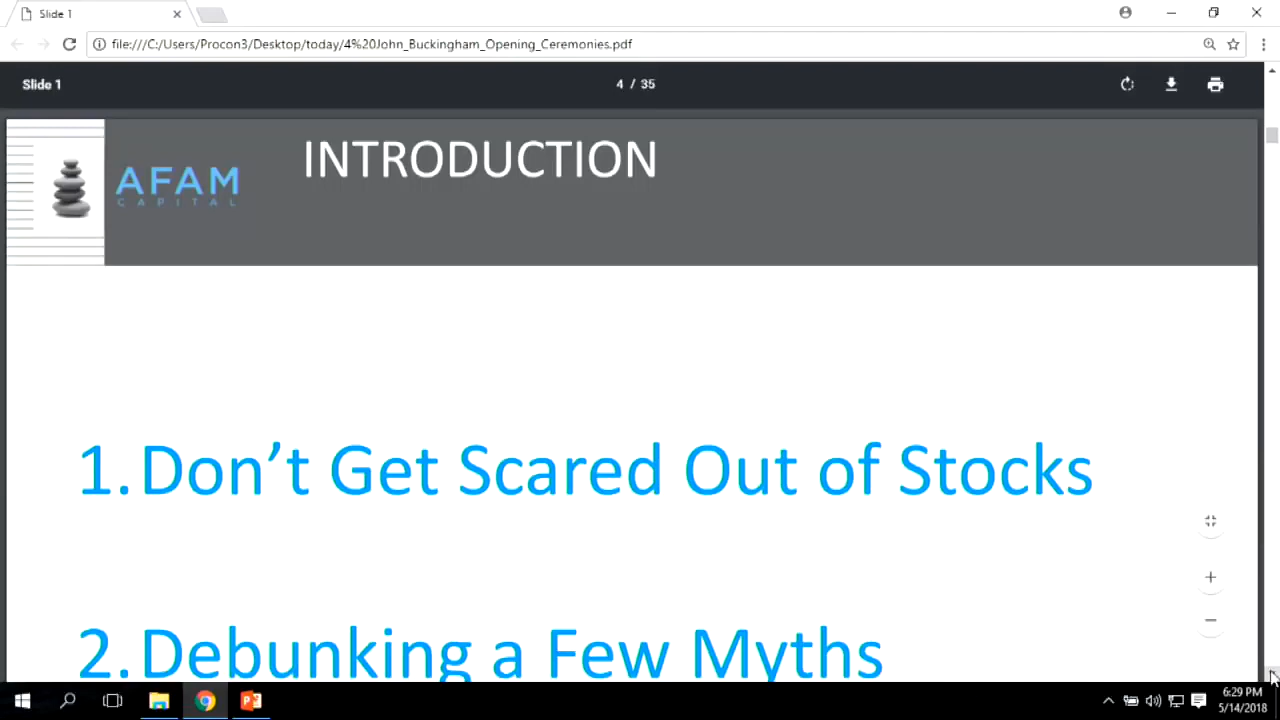 Slide 1
file:///C:/Users/Procon3/Desktop/today/4%20John_Buckingham_Opening_Ceremonies.pdf
Slide 1
4 / 35
INTRODUCTION
AFAM
CAPITAL
1. Don’t Get Scared Out of Stocks
2. Debunking a Few Myths
6:29 PM
5/14/2018